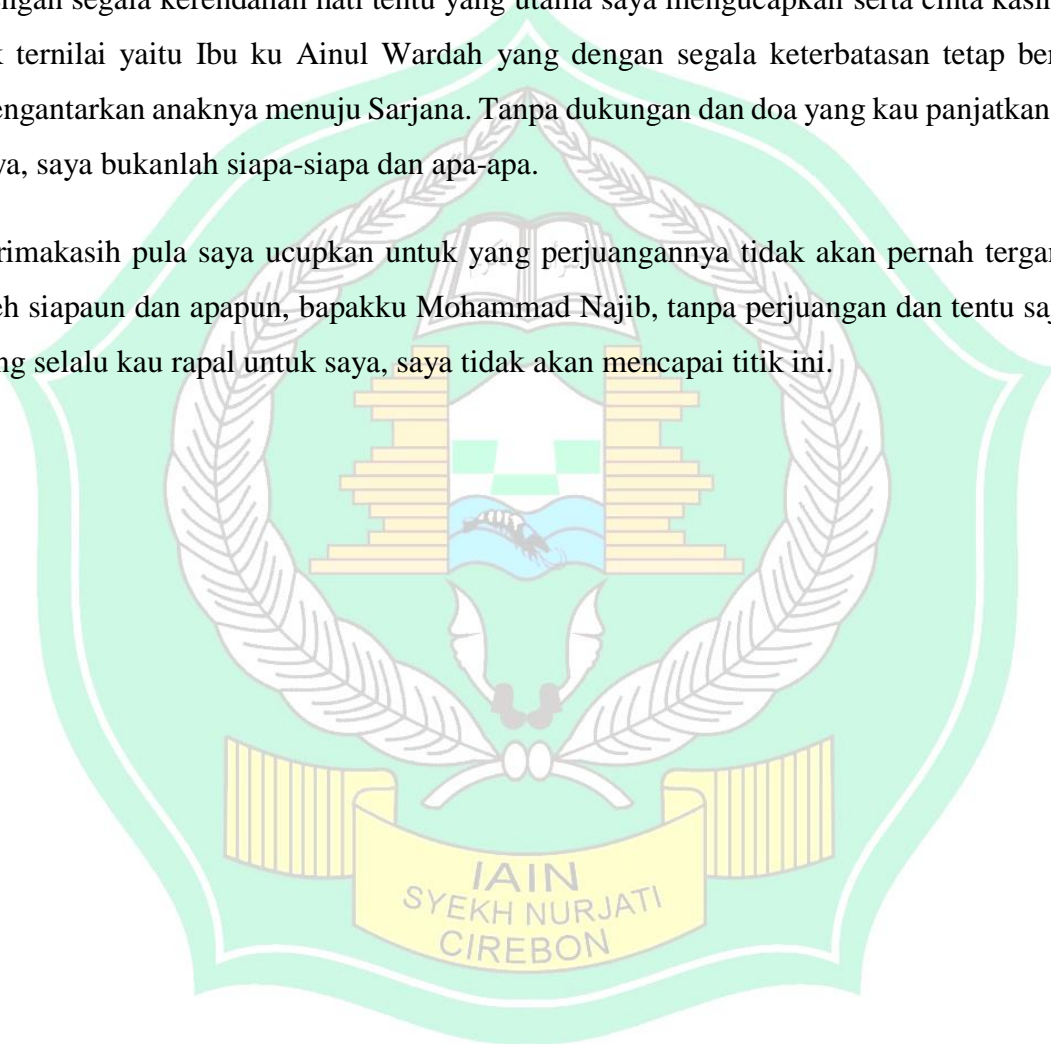 ngan segala kerendahan hati tentu yang utama saya mengucapkan serta cinta kasih
k ternilai yaitu Ibu ku Ainul Wardah yang dengan segala keterbatasan tetap ber
engantarkan anaknya menuju Sarjana. Tanpa dukungan dan doa yang kau panjatkan
ya, saya bukanlah siapa-siapa dan apa-apa.
rimakasih pula saya ucupkan untuk yang perjuangannya tidak akan pernah tergan
eh siapaun dan apapun, bapakku Mohammad Najib, tanpa perjuangan dan tentu saj
ng selalu kau rapal untuk saya, saya tidak akan mencapai titik ini.
IAIN
SYEKH NURJATI
CIREBON